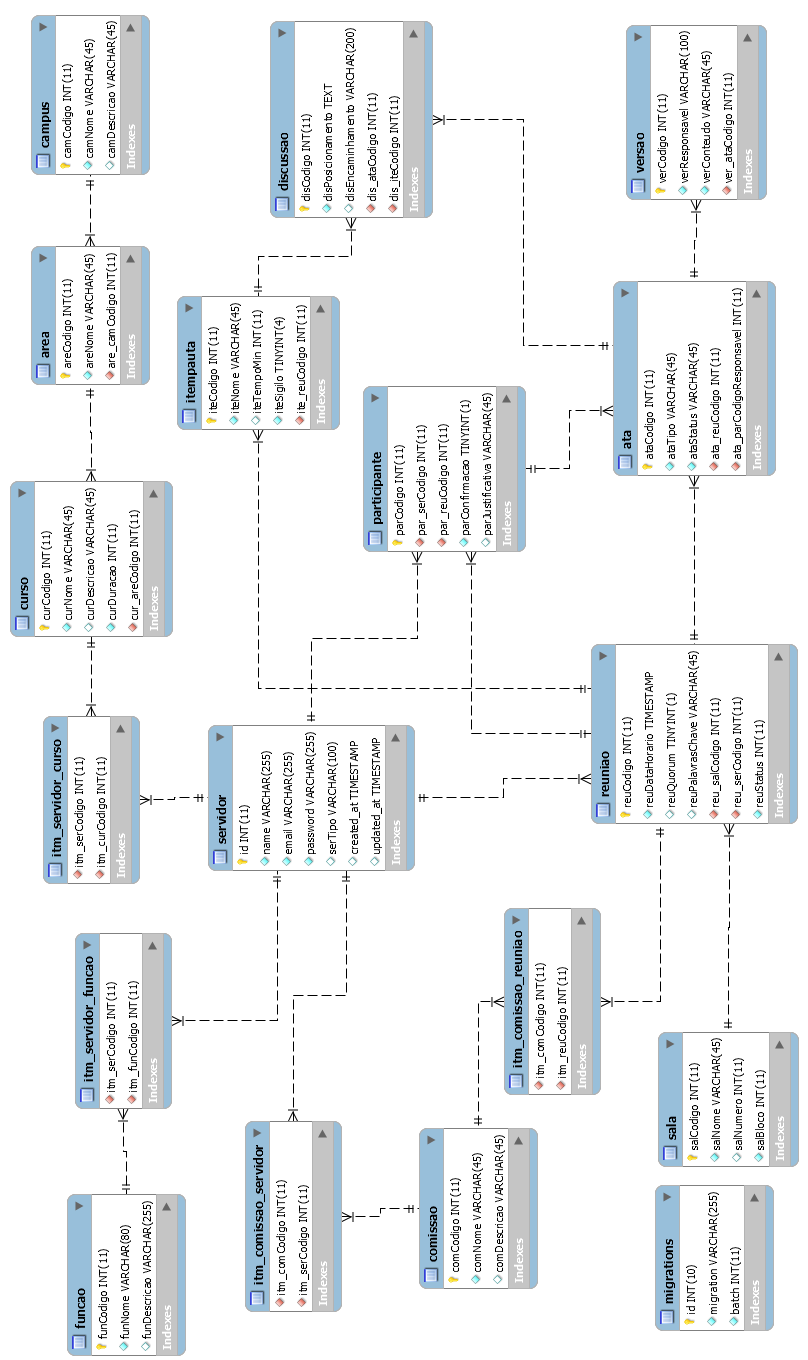 funcao
funCodigo INT(11)
funNome VARCHAR(80)
funDescricao VARCHAR(255)
Indexes
itm_servidor_funcao
itm_serCodigo INT(11)
itm_funCodigo INT(11)
Indexes
itm_servidor_curso
itm_serCodigo INT(11)
itm_curCodigo INT(11)
Indexes
curso
curCodigo INT(11)
curNome VARCHAR(45)
curDescricao VARCHAR(45)
curDuracao INT(11)
cur_areCodigo INT(11)
Indexes
area
areCodigo INT(11)
areNome VARCHAR(45)
are_camCodigo INT(11)
Indexes
campus
camCodigo INT(11)
camNome VARCHAR(45)
camDescricao VARCHAR(45)
Indexes
itm_comissao_servidor
itm_comCodigo INT(11)
itm_serCodigo INT(11)
Indexes
servidor
id INT(11)
name VARCHAR(255)
email VARCHAR(255)
password VARCHAR(255)
serTipo VARCHAR(100)
created_at TIMESTAMP
updated_at TIMESTAMP
Indexes
itempauta
iteCodigo INT(11)
iteNome VARCHAR(45)
iteTempoMin INT(11)
iteSigilo TINYINT(4)
ite_reuCodigo INT(11)
Indexes
discussao
disCodigo INT(11)
disPosicionamento TEXT
disEncaminhamento VARCHAR(200)
dis_ataCodigo INT(11)
dis_iteCodigo INT(11)
Indexes
comissao
comCodigo INT(11)
comNome VARCHAR(45)
comDescricao VARCHAR(45)
Indexes
itm_comissao_reuniao
itm_comCodigo INT(11)
itm_reuCodigo INT(11)
Indexes
participante
parCodigo INT(11)
par_serCodigo INT(11)
par_reuCodigo INT(11)
parConfirmacao TINYINT(1)
parJustificativa VARCHAR(45)
Indexes
migrations
id INT(10)
migration VARCHAR(255)
batch INT(11)
Indexes
sala
salCodigo INT(11)
salNome VARCHAR(45)
salNumero INT(11)
salBloco INT(11)
Indexes
reuniao
reuCodigo INT(11)
reuDataHorario TIMESTAMP
reuQuorum TINYINT(1)
reuPalavrasChave VARCHAR(45)
reu_salCodigo INT(11)
reu_serCodigo INT(11)
reuStatus INT(11)
Indexes
ata
ataCodigo INT(11)
ataTipo VARCHAR(45)
ataStatus VARCHAR(45)
ata_reuCodigo INT(11)
ata_parCodigoResponsavel INT(11)
Indexes
versao
verCodigo INT(11)
verResponsavel VARCHAR(100)
verConteudo VARCHAR(45)
ver_ataCodigo INT(11)
Indexes